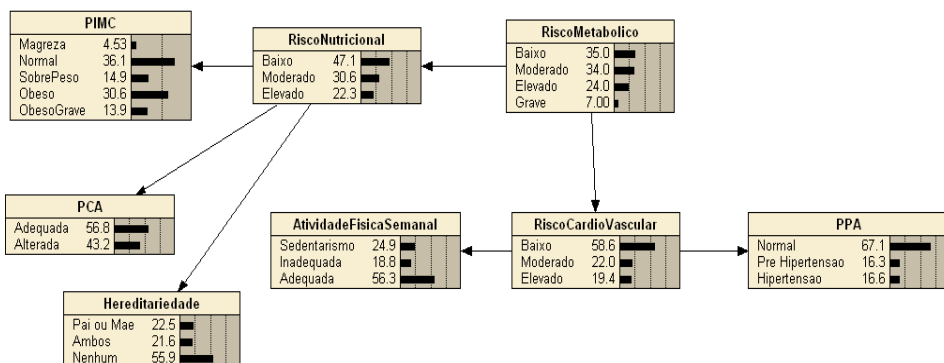 PIMC
Magreza 4.53
Normal 36.1
SobrePeso 14.9
Obeso 30.6
ObesoGrave 13.9
RiscoNutricional
Baixo 47.1
Moderado 30.6
Elevado 22.3
RiscoMetabolico
Baixo 35.0
Moderado 34.0
Elevado 24.0
Grave 7.00
PCA
Adequada 56.8
Alterada 43.2
AtividadeFisicaSemanal
Sedentarismo 24.9
Inadequada 18.8
Adequada 56.3
RiscoCardioVascular
Baixo 58.6
Moderado 22.0
Elevado 19.4
PPA
Normal 67.1
Pre Hipertensao 16.3
Hipertensao 16.6
Hereditariedade
Pai ou Mae 22.5
Ambos 21.6
Nenhum 55.9